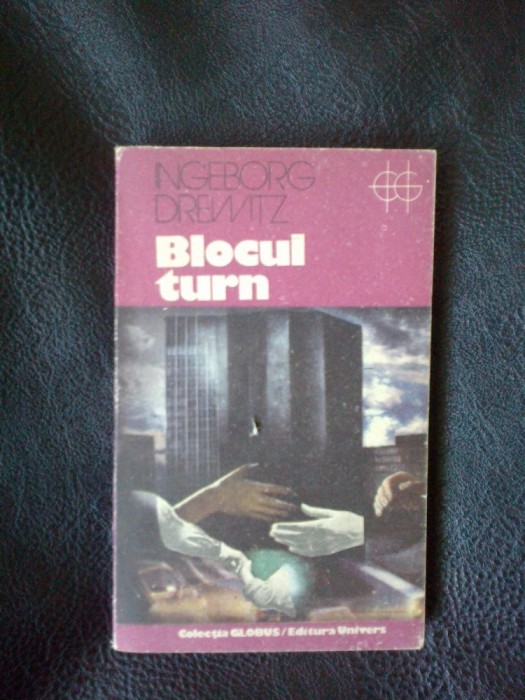 INGEBORG
DREWITZ
Blocul
turn
Colecția GLOBUS/Editura Univers